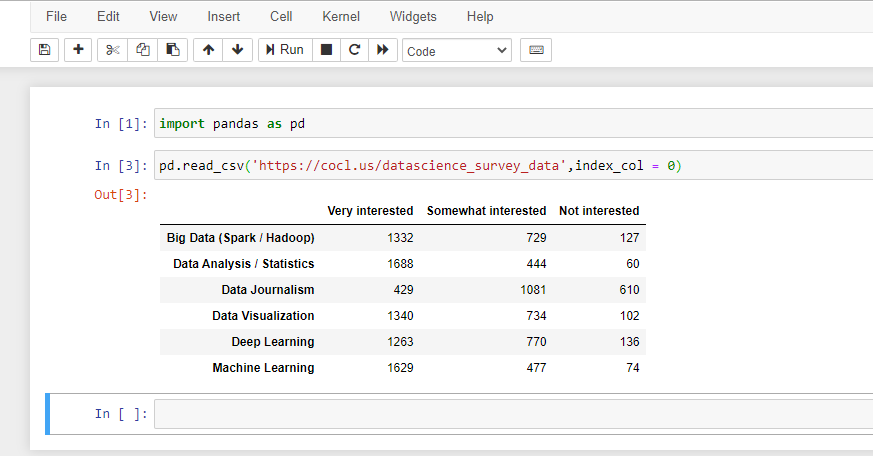 File Edit View Insert Cell Kernel Widgets Help
Run Code
In [1]: import pandas as pd
In [3]: pd.read_csv('https://cocl.us/datascience_survey_data',index_col = 0)
Out[3]:
Very interested Somewhat interested Not interested
Big Data (Spark / Hadoop) 1332 729 127
Data Analysis / Statistics 1688 444 60
Data Journalism 429 1081 610
Data Visualization 1340 734 102
Deep Learning 1263 770 136
Machine Learning 1629 477 74
In [ ]: